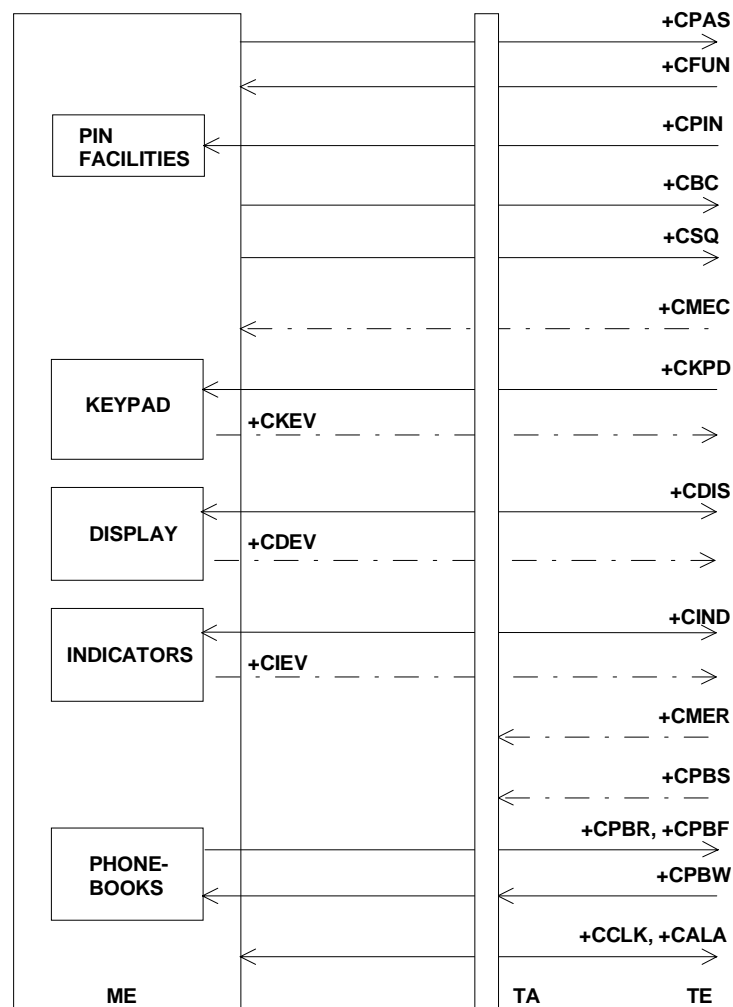 +CPAS
+CFUN
PIN
FACILITIES
+CPIN
+CBC
+CSQ
+CMEC
+CKPD
KEYPAD
+CKEV
+CDIS
DISPLAY
+CDEV
+CIND
INDICATORS
+CIEV
+CMER
+CPBS
+CPBR, +CPBF
PHONE-
BOOKS
+CPBW
+CCLK, +CALA
ME TA TE